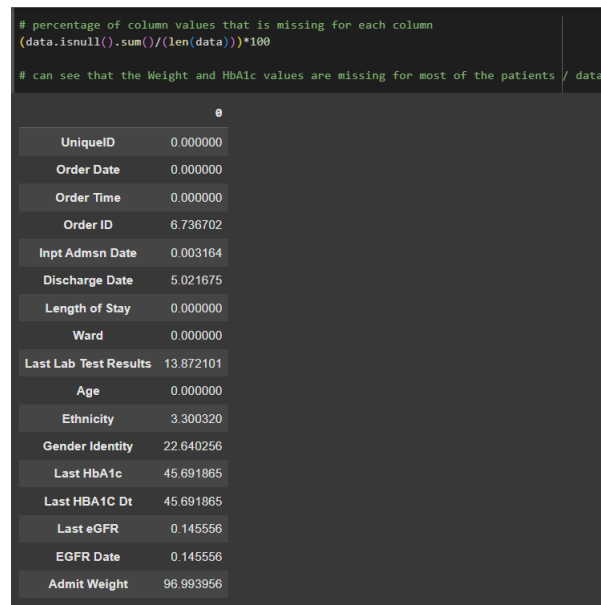 # percentage of column values that is missing for each column
(data.isnull().sum()/(len(data)))*100
# can see that the Weight and HbA1c values are missing for most of the patients / data
0
UniqueID 0.000000
Order Date 0.000000
Order Time 0.000000
Order ID 6.736702
Inpt Admsn Date 0.003164
Discharge Date 5.021675
Length of Stay 0.000000
Ward 0.000000
Last Lab Test Results 13.872101
Age 0.000000
Ethnicity 3.300320
Gender Identity 22.640256
Last HbA1c 45.691865
Last HBA1C Dt 45.691865
Last eGFR 0.145556
EGFR Date 0.145556
Admit Weight 96.993956